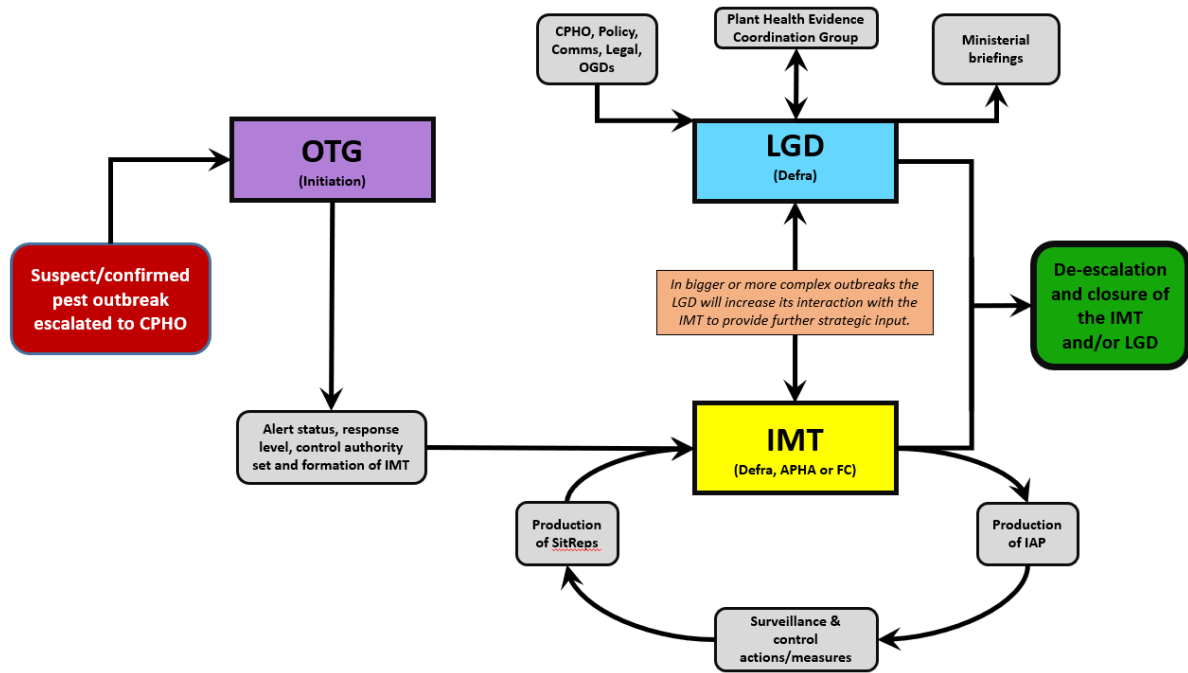 CPHO, Policy,
Comms, Legal,
OGDs
Plant Health Evidence
Coordination Group
Ministerial
briefings
OTG
(Initiation)
LGD
(Defra)
Suspect/confirmed
pest outbreak
escalated to CPHO
In bigger or more complex outbreaks the
LGD will increase its interaction with the
IMT to provide further strategic input.
De-escalation
and closure of
the IMT
and/or LGD
Alert status, response
level, control authority
set and formation of IMT
IMT
(Defra, APHA or FC)
Production
of SitReps
Production
of IAP
Surveillance &
control
actions/measures